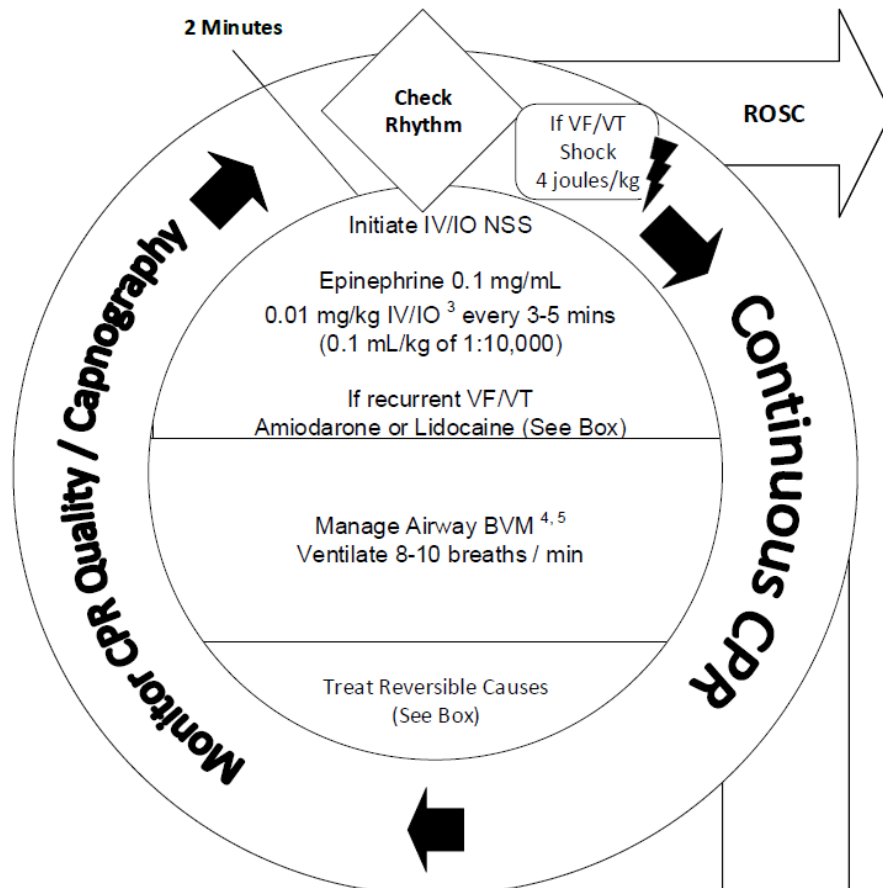 2 Minutes
Check
Rhythm
If VF/VT
Shock
4 joules/kg
ROSC
Initiate IV/IO NSS
Epinephrine 0.1 mg/mL
0.01 mg/kg IV/IO 3 every 3-5 mins
(0.1 mL/kg of 1:10,000)
If recurrent VF/VT
Amiodarone or Lidocaine (See Box)
Manage Airway BVM 4, 5
Ventilate 8-10 breaths / min
Treat Reversible Causes
(See Box)
Continuous CPR
Monitor CPR Quality / Capnography